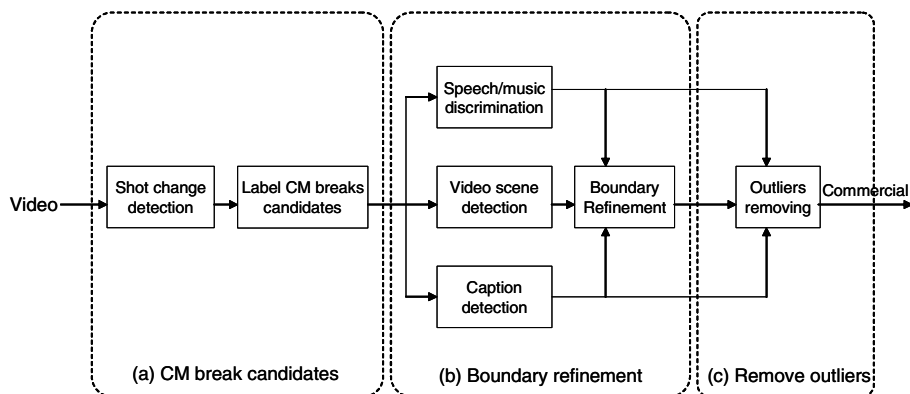 Video
Shot change
detection
Label CM breaks
candidates
Speech/music
discrimination
Video scene
detection
Caption
detection
Boundary
Refinement
Outliers
removing
Commercial
(a) CM break candidates
(b) Boundary refinement
(c) Remove outliers